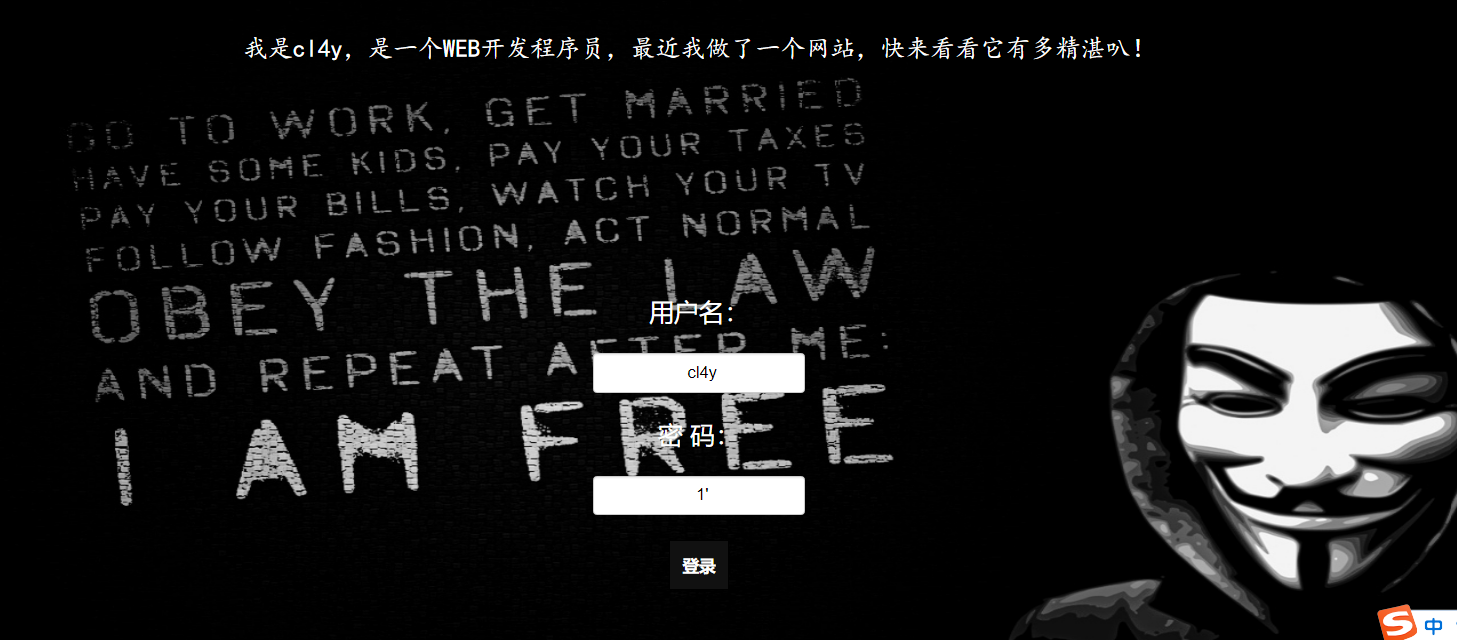 我是cl4y，是一个WEB开发程序员，最近我做了一个网站，快来看看它有多精湛叭！
GO TO WORK, GET MARRIED
HAVE SOME KIDS, PAY YOUR TAXES
PAY YOUR BILLS, WATCH YOUR TV
FOLLOW FASHION, ACT NORMAL
OBEY THE LAW
AND REPEAT AFTER ME:
I AM FREE
用户名：
cl4y
密 码：
1'
登录
S 中